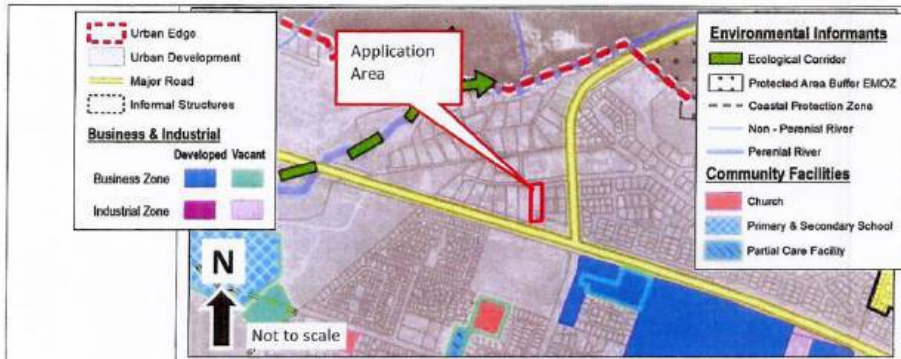 Urban Edge
Urban Development
Major Road
Informal Structures
Business & Industrial
Developed Vacant
Business Zone
Industrial Zone
N
Not to scale
Application
Area
Environmental Informants
Ecological Corridor
Protected Area Buffer EMOZ
Coastal Protection Zone
Non - Perenial River
Perenial River
Community Facilities
Church
Primary & Secondary School
Partial Care Facility